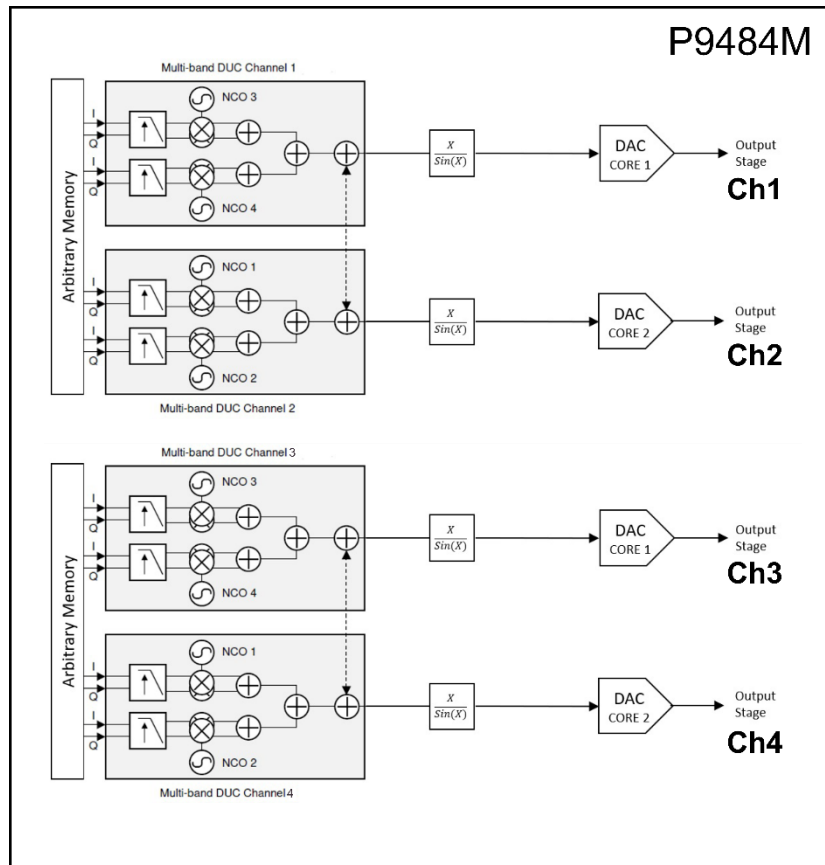 P9484M
Multi-band DUC Channel 1
Arbitrary Memory
I
Q
I
Q
NCO 3
NCO 4
X
Sin(X)
DAC
CORE 1
Output
Stage
Ch1
I
Q
I
Q
NCO 1
NCO 2
X
Sin(X)
DAC
CORE 2
Output
Stage
Ch2
Multi-band DUC Channel 2
Multi-band DUC Channel 3
Arbitrary Memory
I
Q
I
Q
NCO 3
NCO 4
X
Sin(X)
DAC
CORE 1
Output
Stage
Ch3
I
Q
I
Q
NCO 1
NCO 2
X
Sin(X)
DAC
CORE 2
Output
Stage
Ch4
Multi-band DUC Channel 4